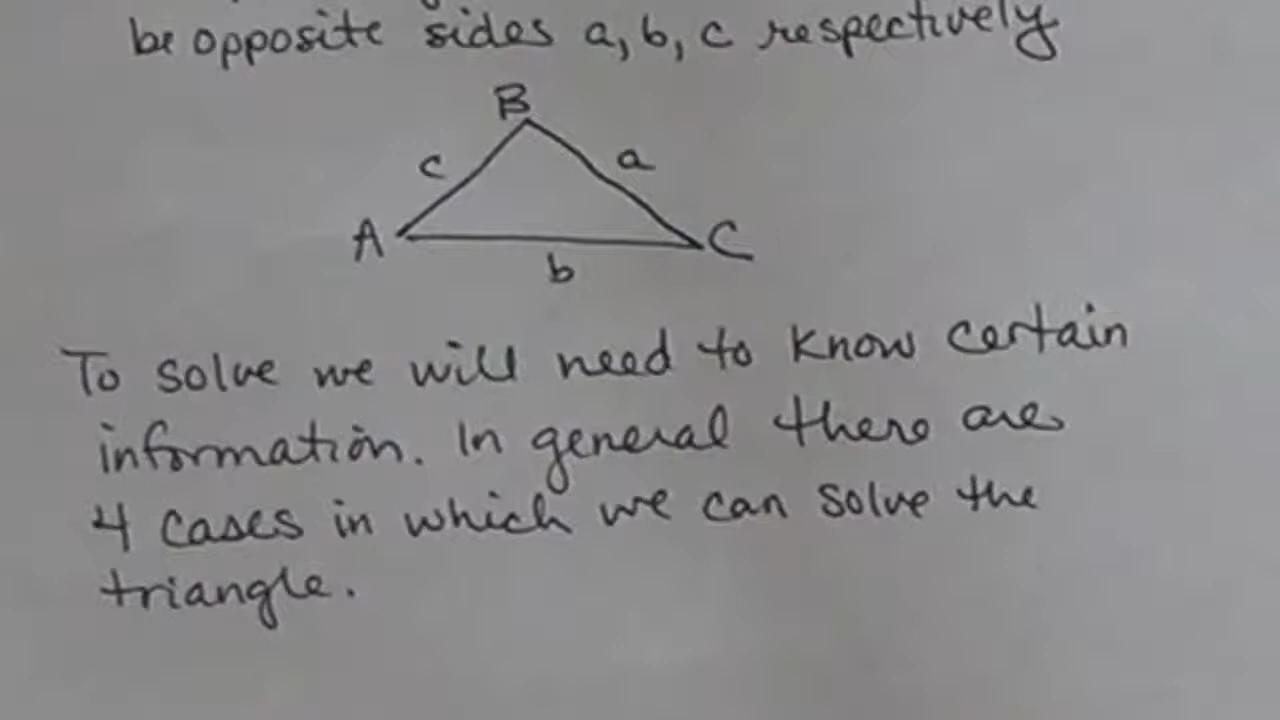 be opposite sides a, b, c respectively
B
c
a
A
C
b
To solve we will need to know certain
information. In general there are
4 cases in which we can solve the
triangle.